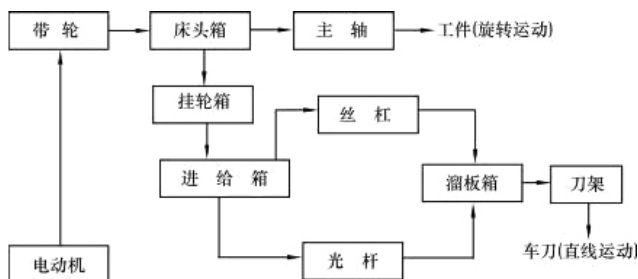 带轮
床头箱
主轴
工件(旋转运动)
挂轮箱
丝杠
进给箱
溜板箱
刀架
车刀(直线运动)
电动机
光杆